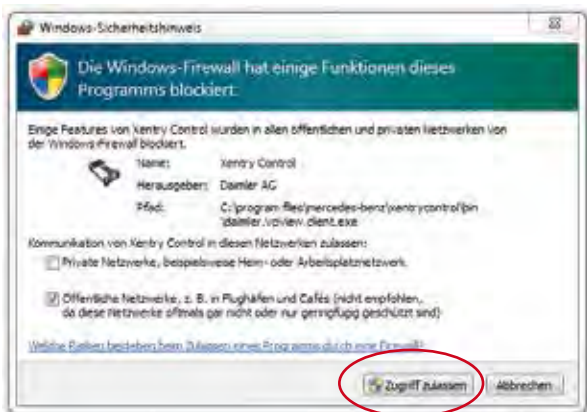 Windows-Sicherheitshinweis
Die Windows-Firewall hat einige Funktionen dieses
Programms blockiert.
Einige Features von Xentry Control wurden in allen öffentlichen und privaten Netzwerken von
der Windows-Firewall blockiert.
Name: Xentry Control
Herausgeber: Daimler AG
Pfad: C:\program files\mercedes-benz\xentrycontrol\bin
\daimler.vpview.client.exe
Kommunikation von Xentry Control in diesen Netzwerken zulassen:
Private Netzwerke, beispielsweise Heim- oder Arbeitsplatznetzwerk
Öffentliche Netzwerke, z. B. in Flughäfen und Cafés (nicht empfohlen,
da diese Netzwerke oftmals gar nicht oder nur geringfügig geschützt sind)
Welche Risiken bestehen beim Zulassen eines Programms durch eine Firewall?
Zugriff zulassen Abbrechen